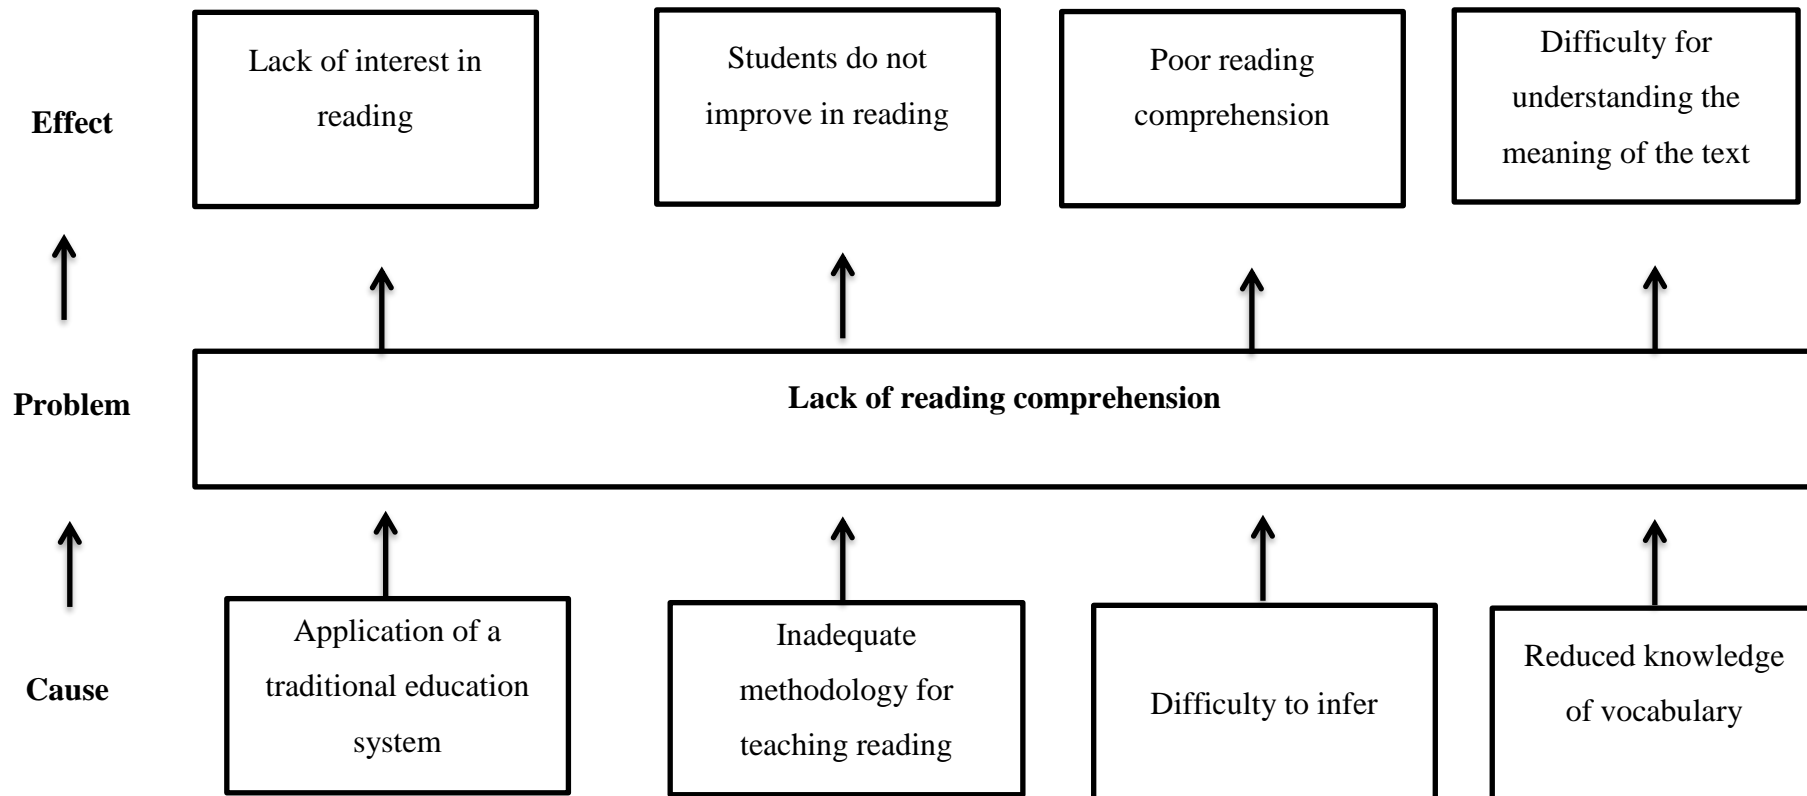 Effect
Lack of interest in
reading
Students do not
improve in reading
Poor reading
comprehension
Difficulty for
understanding the
meaning of the text
Problem
Lack of reading comprehension
Cause
Application of a
traditional education
system
Inadequate
methodology for
teaching reading
Difficulty to infer
Reduced knowledge
of vocabulary